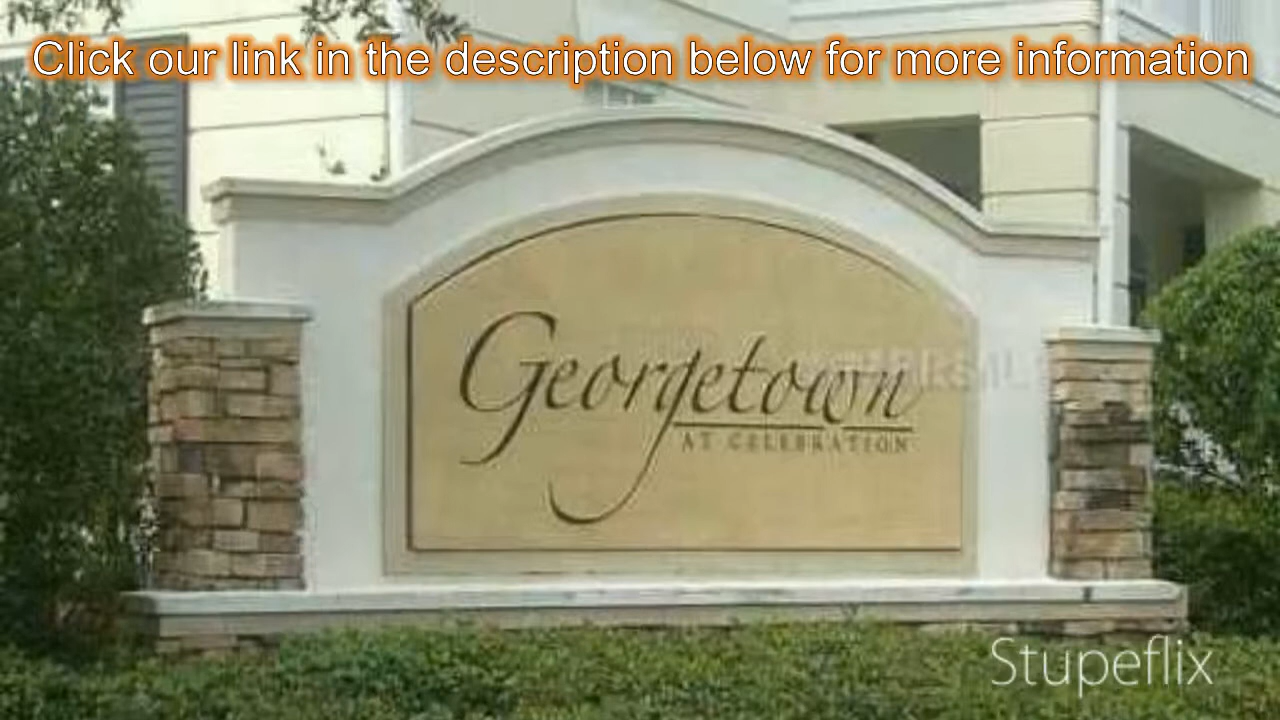 Click our link in the description below for more information
Georgetown
AT CELEBRATION
Stupeflix